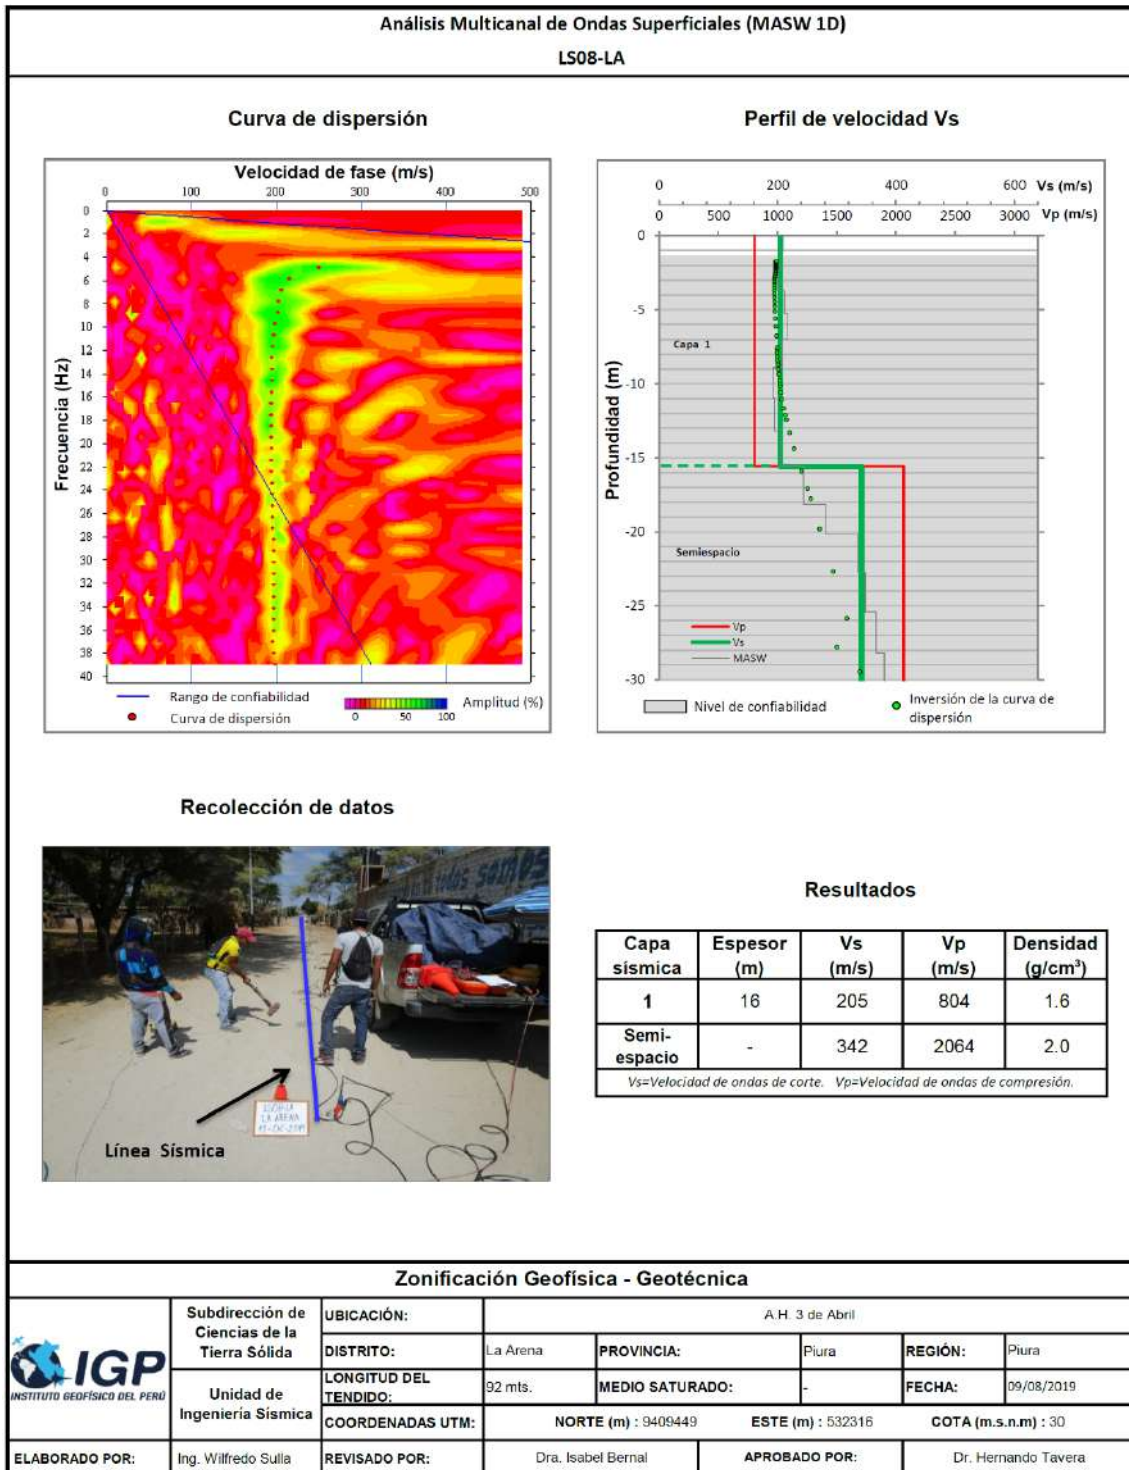 Análisis Multicanal de Ondas Superficiales (MASW 1D)
LS08-LA
Curva de dispersión
Velocidad de fase (m/s)
0 100 200 300 400 500
Frecuencia (Hz)
0
2
4
6
8
10
12
14
16
18
20
22
24
26
28
30
32
34
36
38
40
Rango de confiabilidad
Curva de dispersión
Amplitud (%)
0 50 100
Perfil de velocidad Vs
0 200 400 600 Vs (m/s)
0 500 1000 1500 2000 2500 3000 Vp (m/s)
Profundidad (m)
0
-5
-10
-15
-20
-25
-30
Capa 1
Semiespacio
Vp
Vs
MASW
Nivel de confiabilidad
Inversión de la curva de
dispersión
Recolección de datos
LA ARENA
Línea Sísmica
Resultados
Capa sísmica Espesor (m) Vs (m/s) Vp (m/s) Densidad (g/cm³)
1 16 205 804 1.6
Semi-espacio - 342 2064 2.0
Vs=Velocidad de ondas de corte. Vp=Velocidad de ondas de compresión.
Zonificación Geofísica - Geotécnica
IGP
INSTITUTO GEOFÍSICO DEL PERÚ
Subdirección de
Ciencias de la
Tierra Sólida
Unidad de
Ingeniería Sísmica
UBICACIÓN: A.H. 3 de Abril
DISTRITO: La Arena PROVINCIA: Piura REGIÓN: Piura
LONGITUD DEL TENDIDO: 92 mts. MEDIO SATURADO: - FECHA: 09/08/2019
COORDENADAS UTM: NORTE (m) : 9409449 ESTE (m) : 532316 COTA (m.s.n.m) : 30
ELABORADO POR: Ing. Wilfredo Sulla REVISADO POR: Dra. Isabel Bernal APROBADO POR: Dr. Hernando Tavera